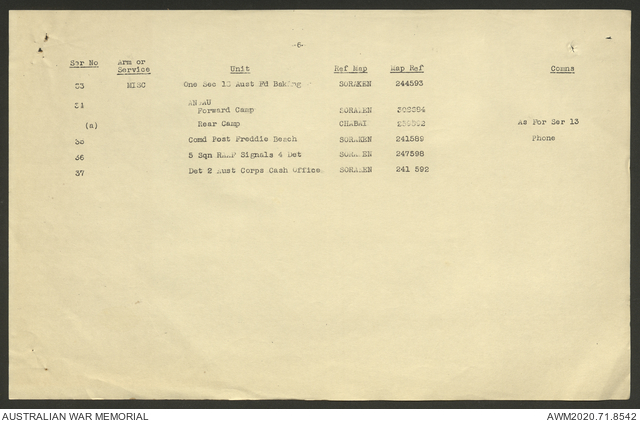 -6-
Ser No Arm or Service Unit Ref Map Map Ref Comns
33 MISC One Sec Aust Fd Baking SORAKEN 244593
34 ANGAU
Forward Camp SORAKEN
(a) Rear Camp CHABAI As For Ser 13
35 Comd Post Freddie Beach SORAKEN 241589 Phone
36 5 Sqn RAAF Signals 4 Det SORAKEN 247598
37 Det 2 Aust Corps Cash Office SORAKEN 241 592
AUSTRALIAN WAR MEMORIAL AWM2020.71.8542